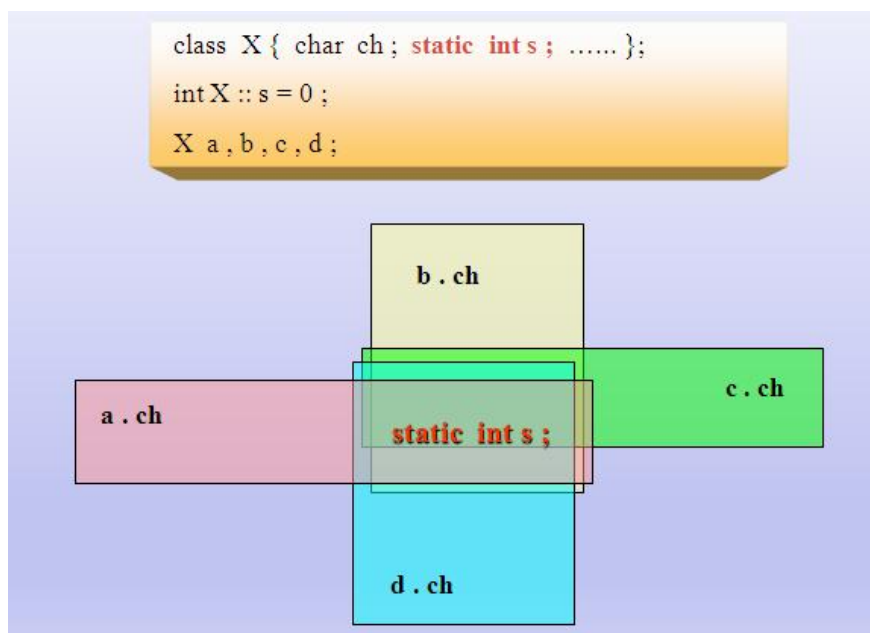 class X { char ch ; static int s ; …… };
int X :: s = 0 ;
X a , b , c , d ;
b . ch
c . ch
a . ch
static int s ;
d . ch